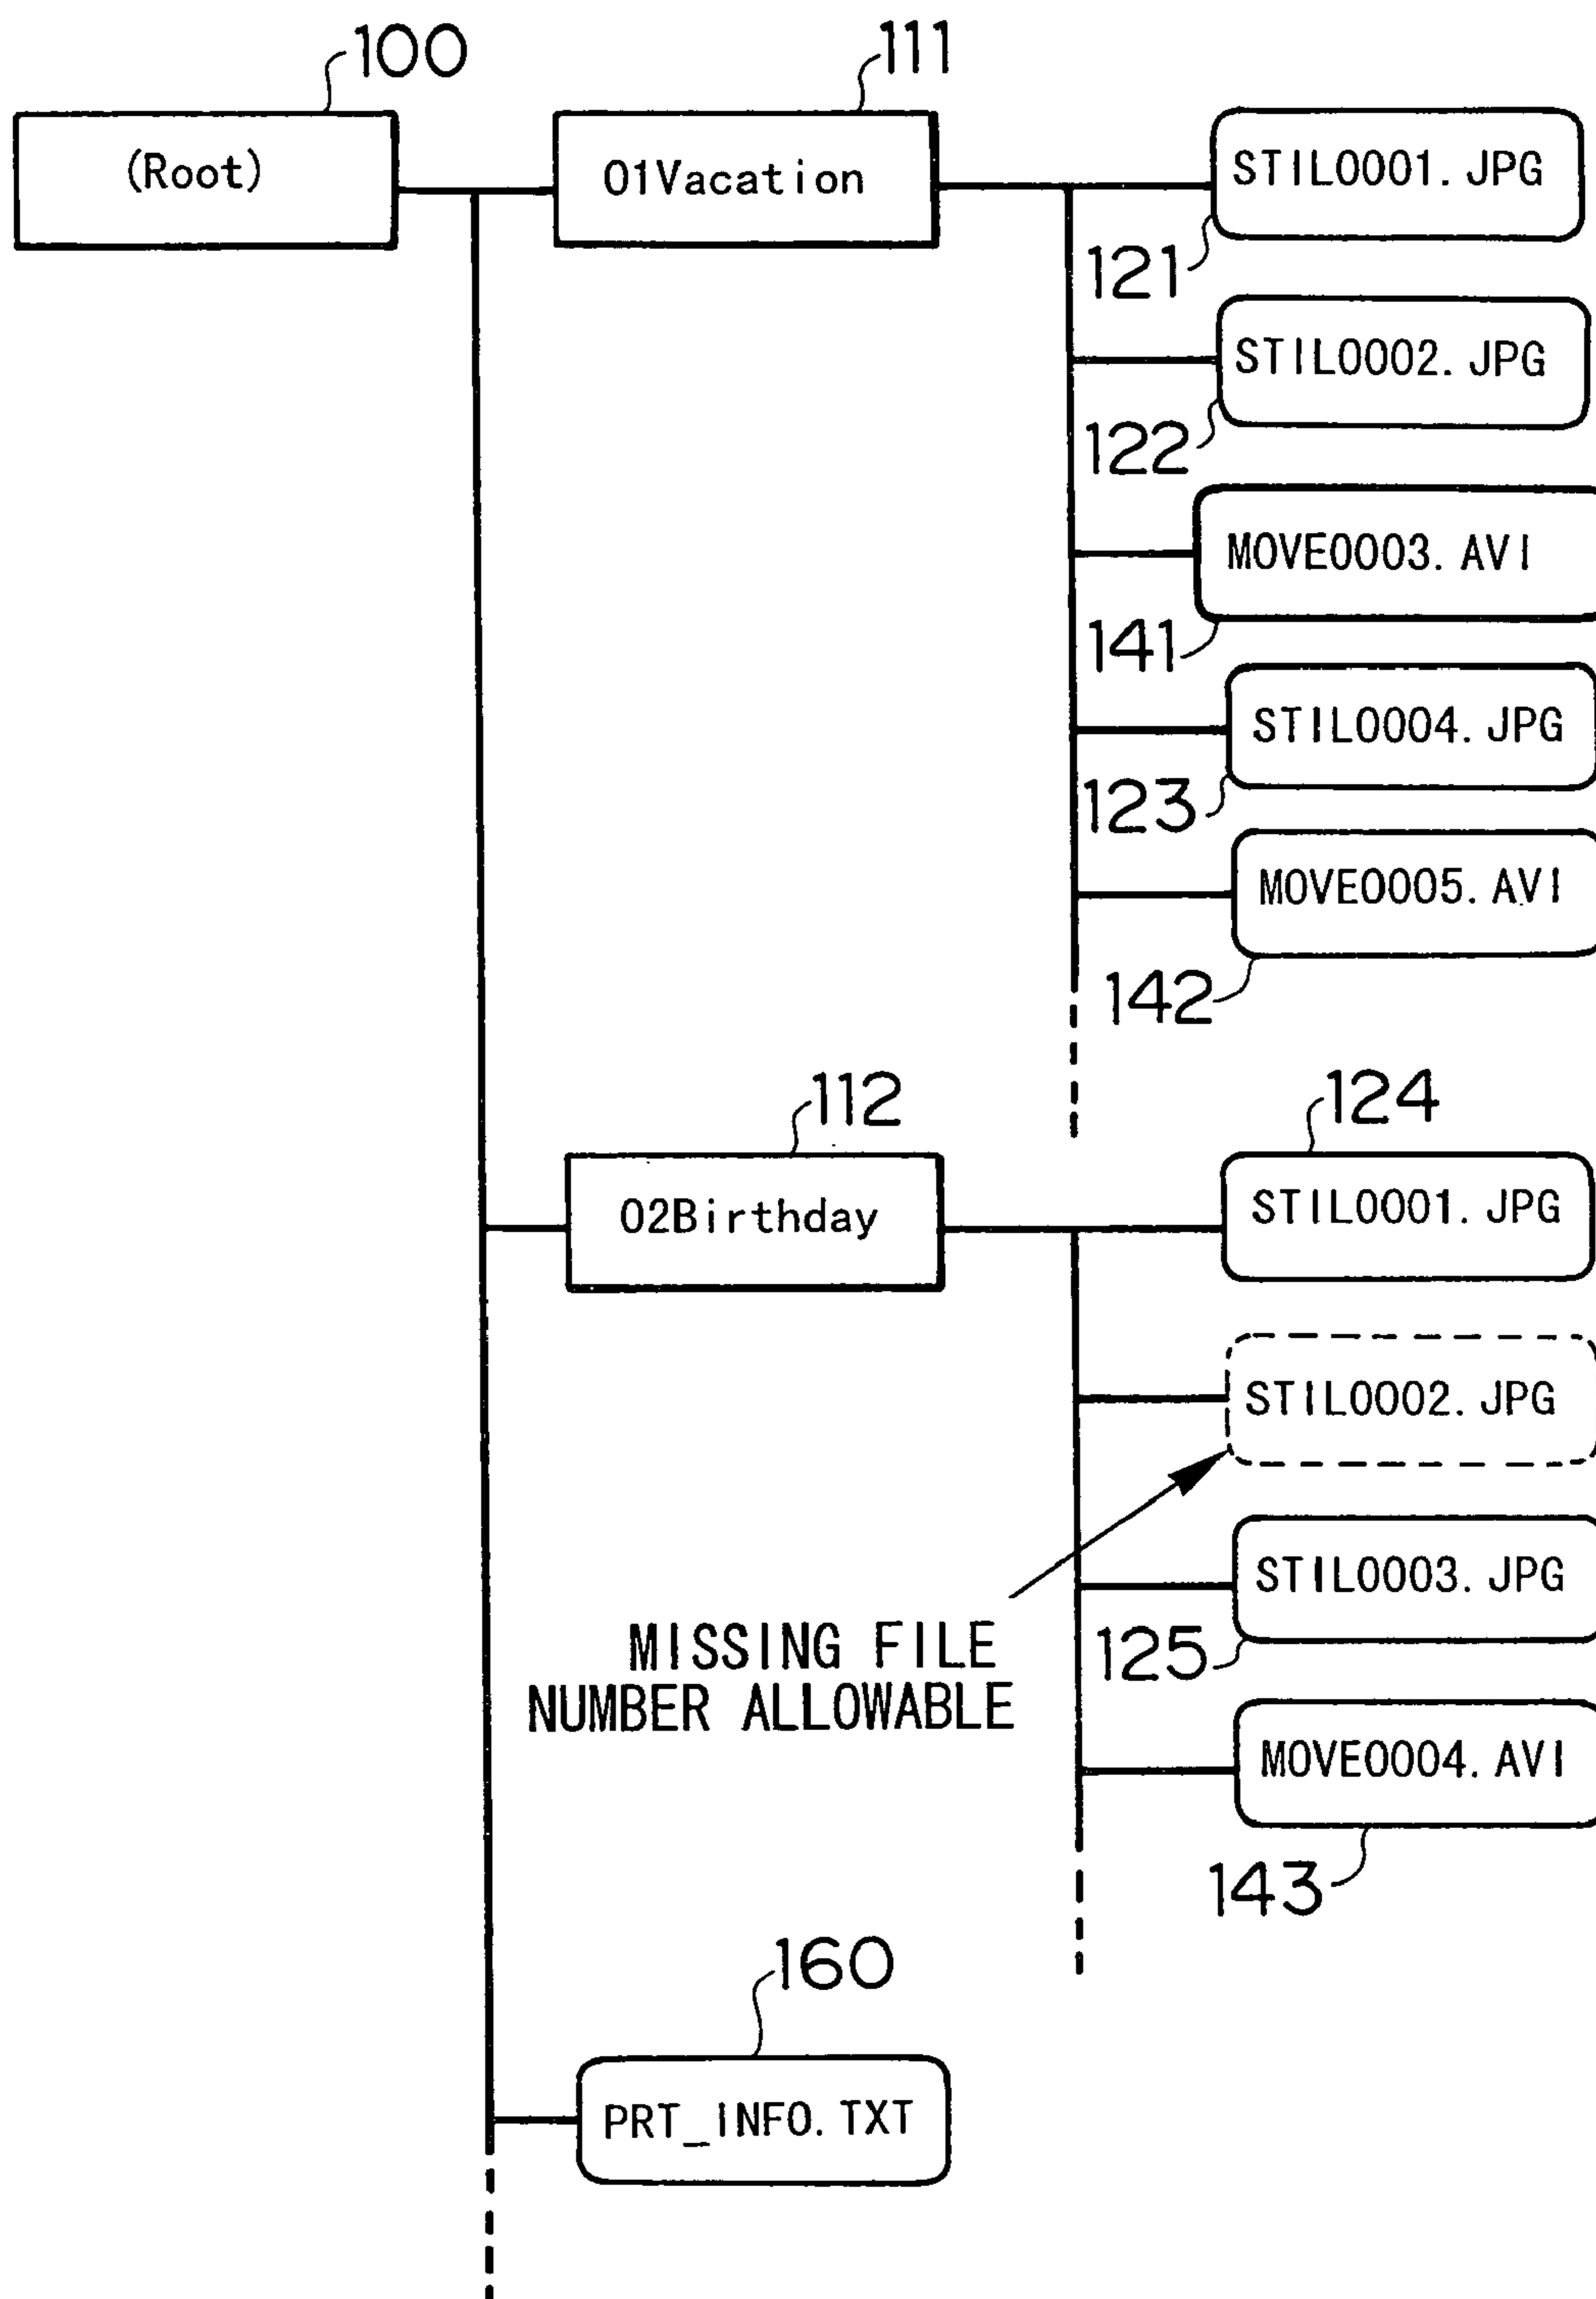 100
111
(Root)
01Vacation
STIL0001.JPG
121
STIL0002.JPG
122
MOVE0003.AVI
141
STIL0004.JPG
123
MOVE0005.AVI
142
112
124
02Birthday
STIL0001.JPG
STIL0002.JPG
MISSING FILE
NUMBER ALLOWABLE
STIL0003.JPG
125
MOVE0004.AVI
143
160
PRT_INFO.TXT